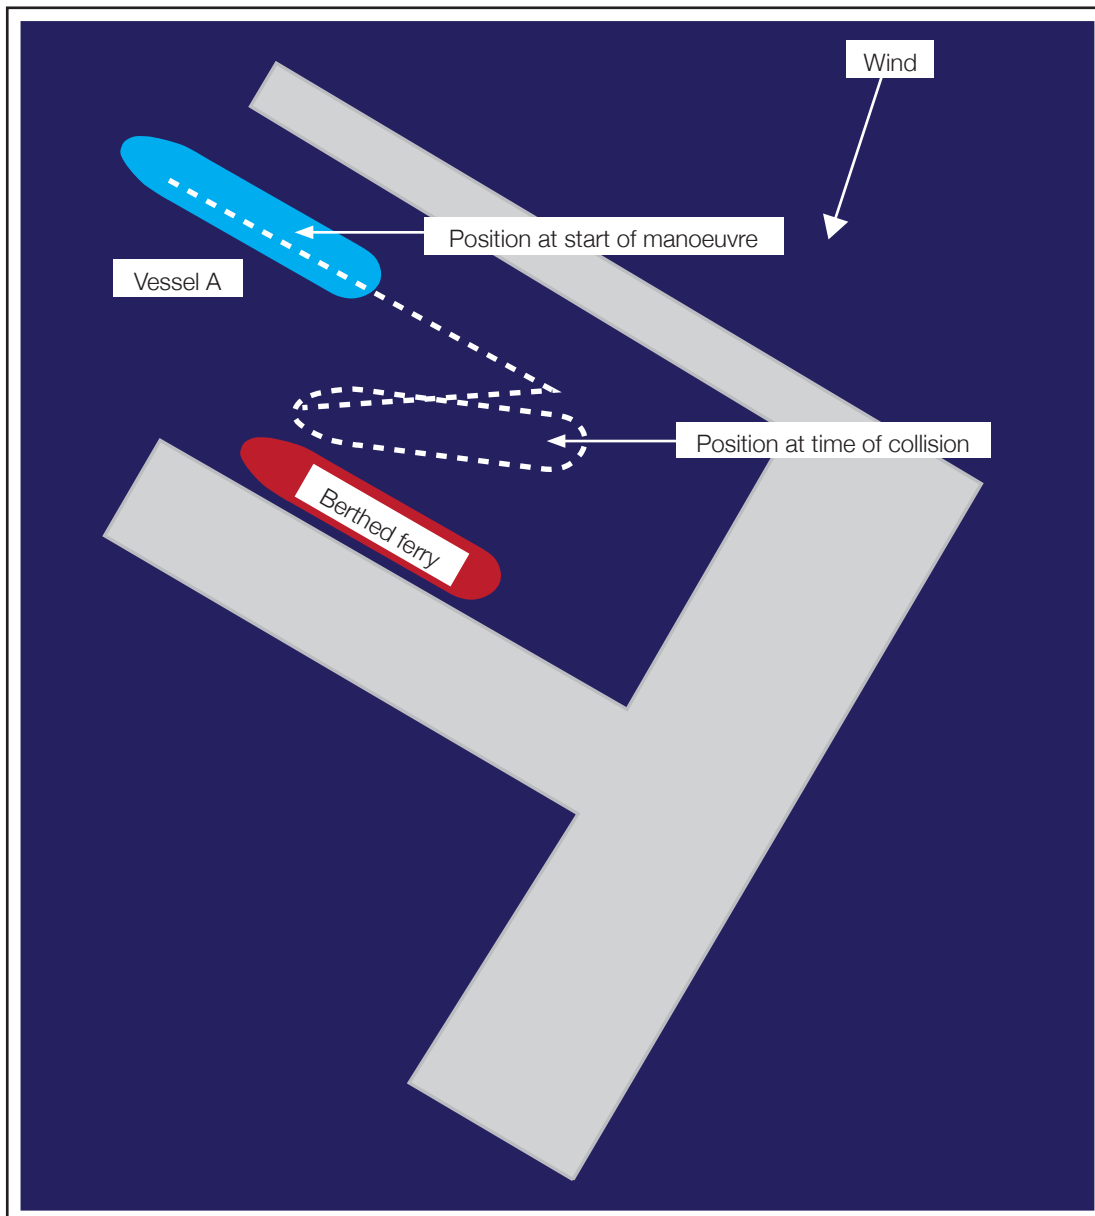 Wind
Position at start of manoeuvre
Vessel A
Position at time of collision
Berthed ferry